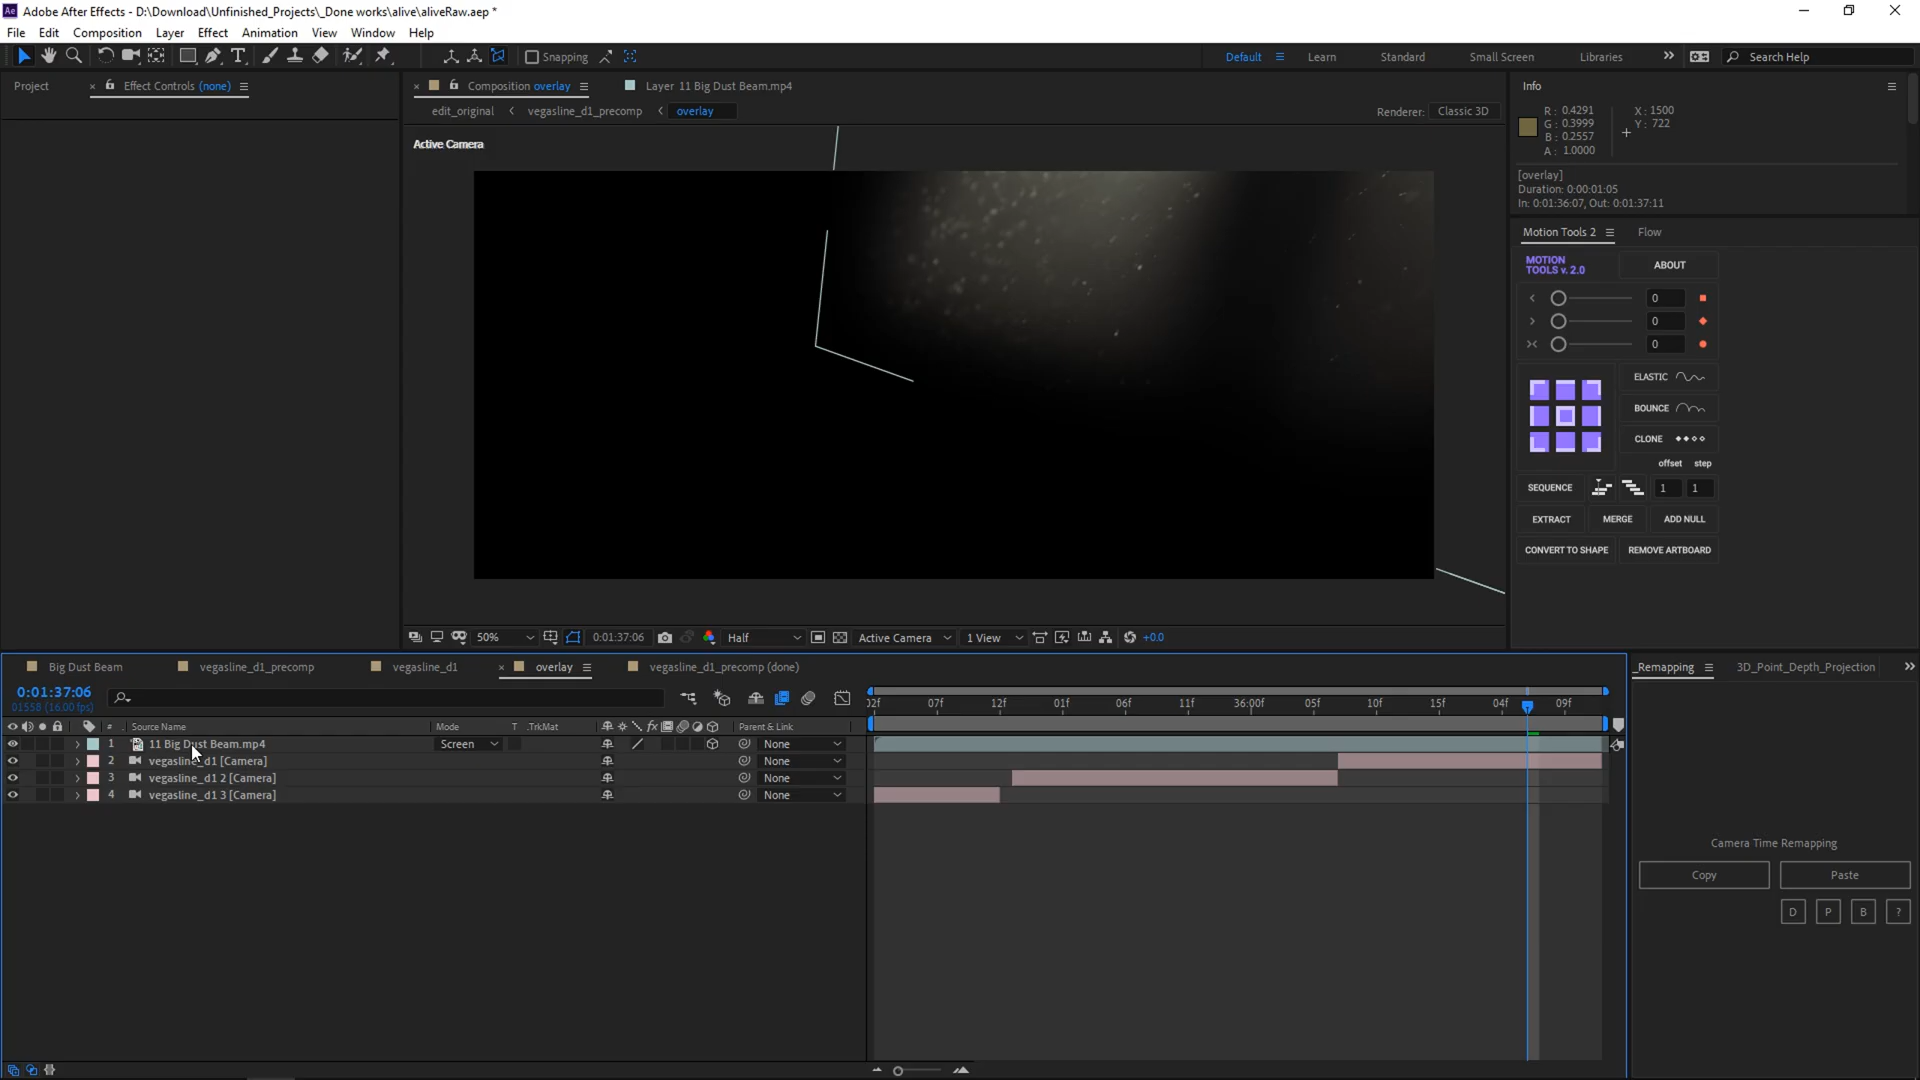 Adobe After Effects - D:\Download\Unfinished_Projects\_Done works\alive\aliveRaw.aep *
File Edit Composition Layer Effect Animation View Window Help
Snapping
Default Learn Standard Small Screen Libraries Search Help
Project Effect Controls (none)
Composition overlay Layer 11 Big Dust Beam.mp4
edit_original vegasline_d1_precomp overlay Renderer: Classic 3D
Active Camera
Info
R: 0.4291
G: 0.3999
B: 0.2557
A: 1.0000
X: 1500
Y: 722
[overlay]
Duration: 0:00:01:05
In: 0:01:36:07, Out: 0:01:37:11
Motion Tools 2 Flow
MOTION TOOLS v. 2.0 ABOUT
0
0
0
ELASTIC
BOUNCE
CLONE
offset step
SEQUENCE 1 1
EXTRACT MERGE ADD NULL
CONVERT TO SHAPE REMOVE ARTBOARD
50% 0:01:37:06 Half Active Camera 1 View +0.0
Big Dust Beam vegasline_d1_precomp vegasline_d1 overlay vegasline_d1_precomp (done)
0:01:37:06
01558 (16.00 fps)
02f 07f 12f 01f 06f 11f 36:00f 05f 10f 15f 04f 09f
# Source Name Mode T .TrkMat fx Parent & Link
1 11 Big Dust Beam.mp4 Screen None
2 vegasline_d1 [Camera] None
3 vegasline_d1 2 [Camera] None
4 vegasline_d1 3 [Camera] None
_Remapping 3D_Point_Depth_Projection
Camera Time Remapping
Copy Paste
D P B ?